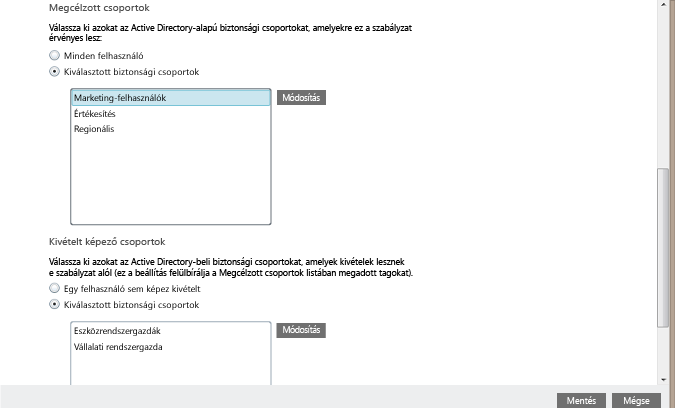 Megcélzott csoportok
Válassza ki azokat az Active Directory-alapú biztonsági csoportokat, amelyekre ez a szabályzat
érvényes lesz:
Minden felhasználó
Kiválasztott biztonsági csoportok
Marketing-felhasználók
Módosítás
Értékesítés
Regionális
Kivételt képező csoportok
Válassza ki azokat az Active Directory-beli biztonsági csoportokat, amelyek kivételek lesznek
e szabályzat alól (ez a beállítás felülbírálja a Megcélzott csoportok listában megadott tagokat).
Egy felhasználó sem képez kivételt
Kiválasztott biztonsági csoportok
Eszközrendszergazdák
Módosítás
Vállalati rendszergazda
Mentés
Mégse